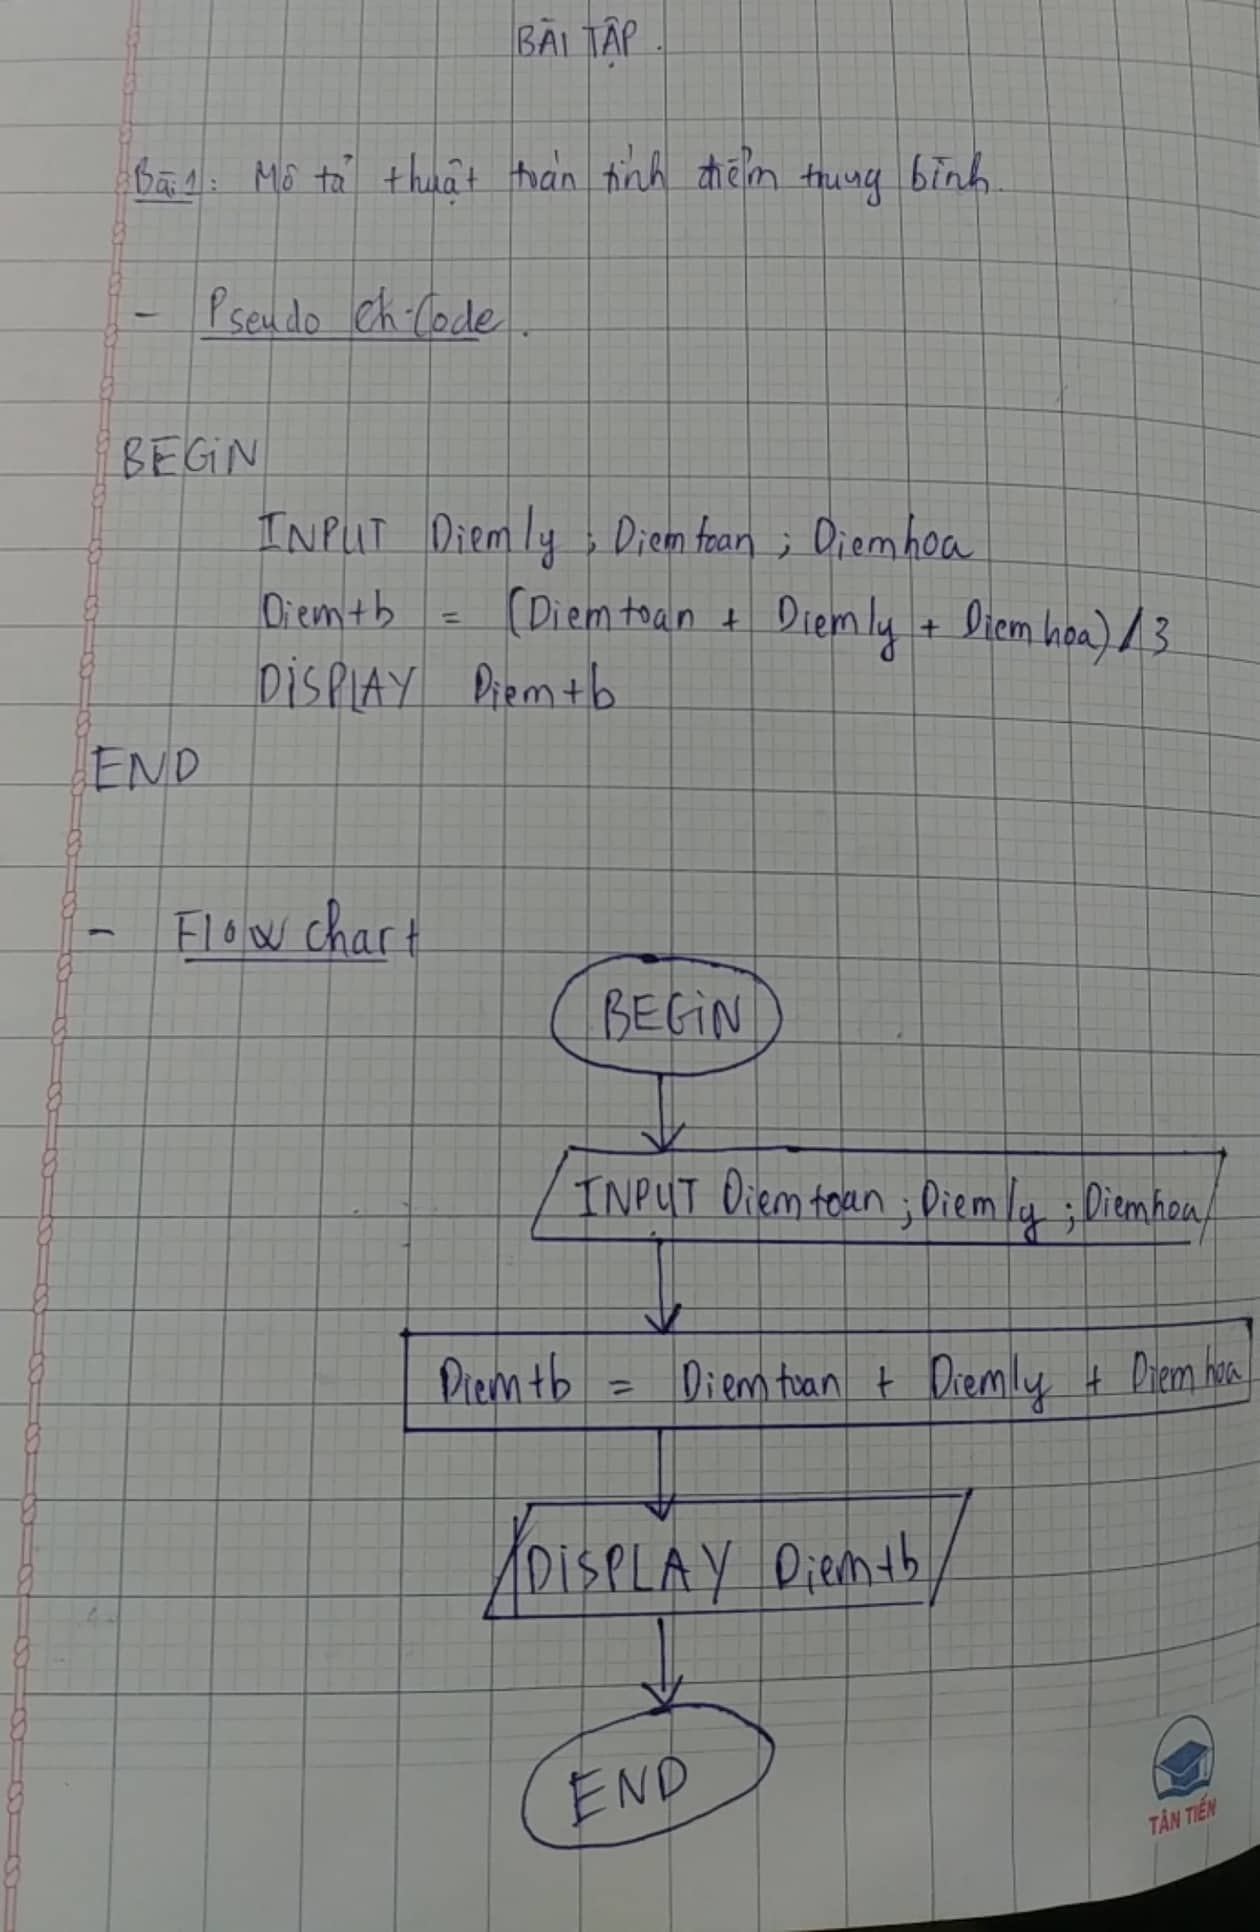 BÀI TẬP.
Bài 1: Mô tả thuật toán tính điểm trung bình.
- Pseudo Code.
BEGiN
INPUT Diemly ; Diemtoan ; Diemhoa
Diemtb = (Diemtoan + Diemly + Diemhoa) / 3
DiSPLAY Diemtb
END
- Flow chart
BEGiN
INPUT Diemtoan ; Diemly ; Diemhoa
Diemtb = Diemtoan + Diemly + Diemhoa
DiSPLAY Diemtb
END
TÂN TIẾN